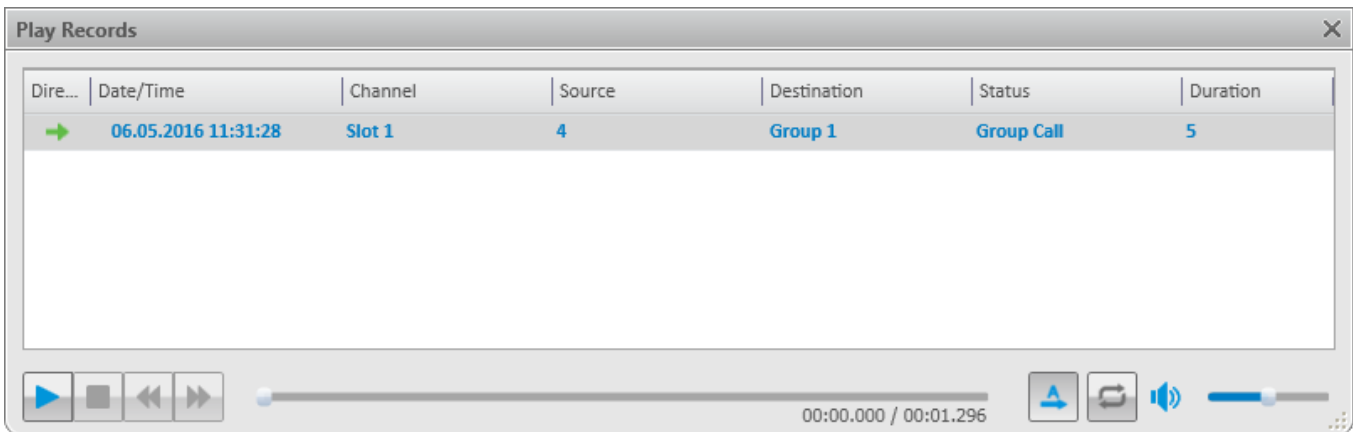 Play Records
Dire... Date/Time Channel Source Destination Status Duration
06.05.2016 11:31:28 Slot 1 4 Group 1 Group Call 5
00:00.000 / 00:01.296
A